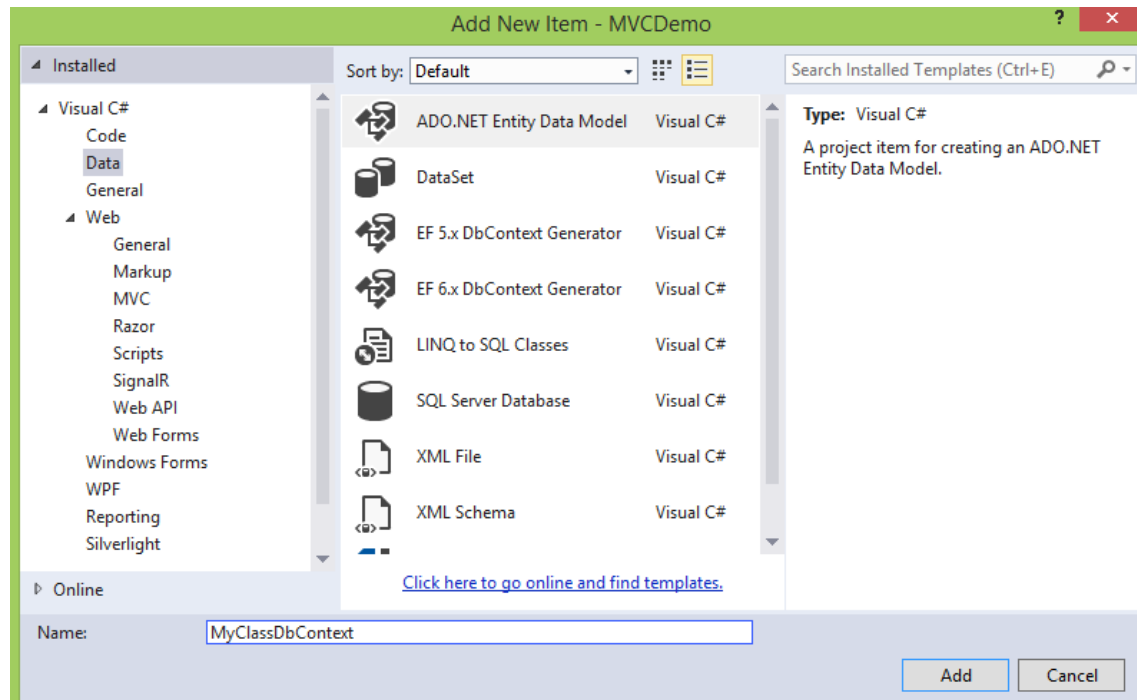 Add New Item - MVCDemo
?
Installed
Sort by: Default
Search Installed Templates (Ctrl+E)
Visual C#
Code
Data
General
Web
General
Markup
MVC
Razor
Scripts
SignalR
Web API
Web Forms
Windows Forms
WPF
Reporting
Silverlight
Online
ADO.NET Entity Data Model Visual C#
DataSet Visual C#
EF 5.x DbContext Generator Visual C#
EF 6.x DbContext Generator Visual C#
LINQ to SQL Classes Visual C#
SQL Server Database Visual C#
XML File Visual C#
XML Schema Visual C#
Click here to go online and find templates.
Type: Visual C#
A project item for creating an ADO.NET
Entity Data Model.
Name: MyClassDbContext
Add Cancel